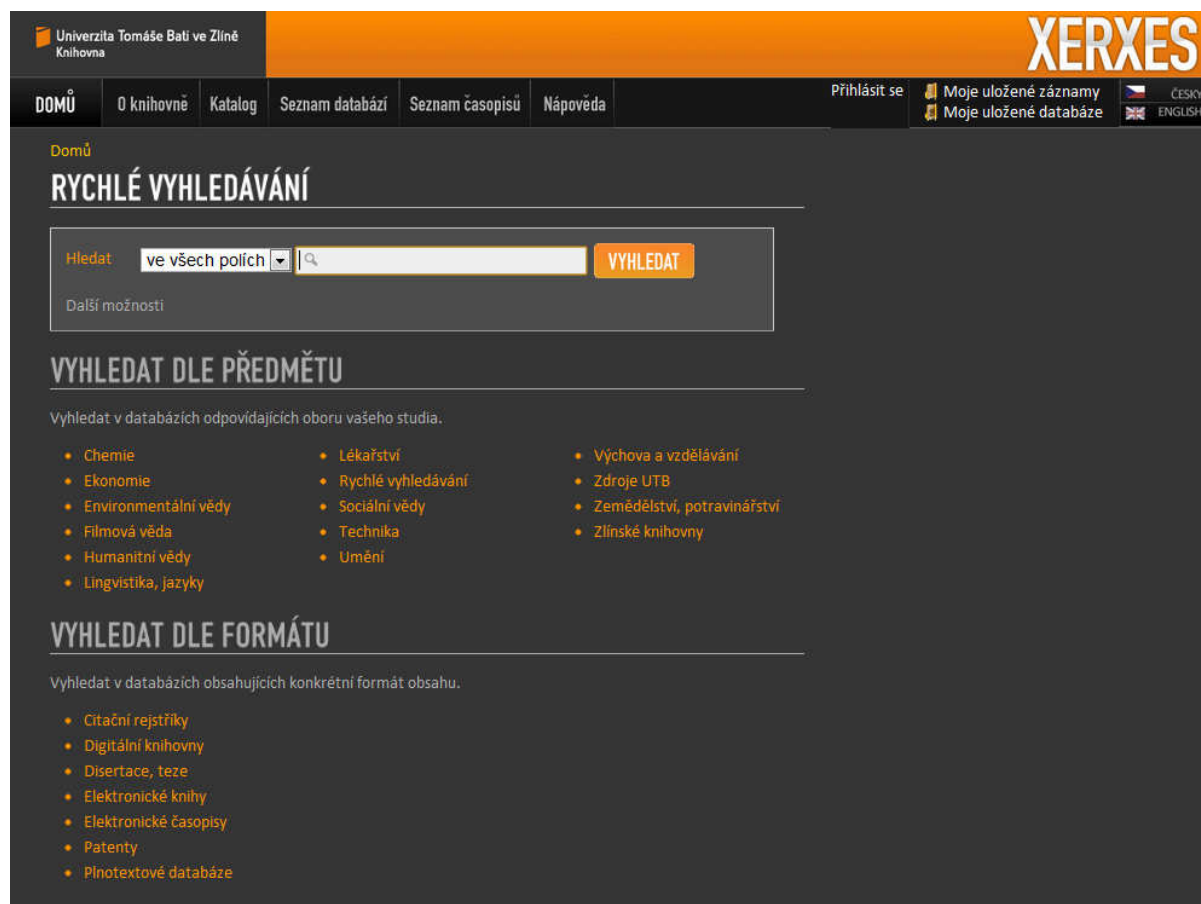 Univerzita Tomáše Bati ve Zlíně
Knihovna
XERXES
DOMŮ
O knihovně
Katalog
Seznam databází
Seznam časopisů
Nápověda
Přihlásit se
Moje uložené záznamy
Moje uložené databáze
ČESKY
ENGLISH
Domů
RYCHLÉ VYHLEDÁVÁNÍ
Hledat
ve všech polích
VYHLEDAT
Další možnosti
VYHLEDAT DLE PŘEDMĚTU
Vyhledat v databázích odpovídajících oboru vašeho studia.
Chemie
Ekonomie
Environmentální vědy
Filmová věda
Humanitní vědy
Lingvistika, jazyky
Lékařství
Rychlé vyhledávání
Sociální vědy
Technika
Umění
Výchova a vzdělávání
Zdroje UTB
Zemědělství, potravinářství
Zlínské knihovny
VYHLEDAT DLE FORMÁTU
Vyhledat v databázích obsahujících konkrétní formát obsahu.
Citační rejstříky
Digitální knihovny
Disertace, teze
Elektronické knihy
Elektronické časopisy
Patenty
Plnotextové databáze